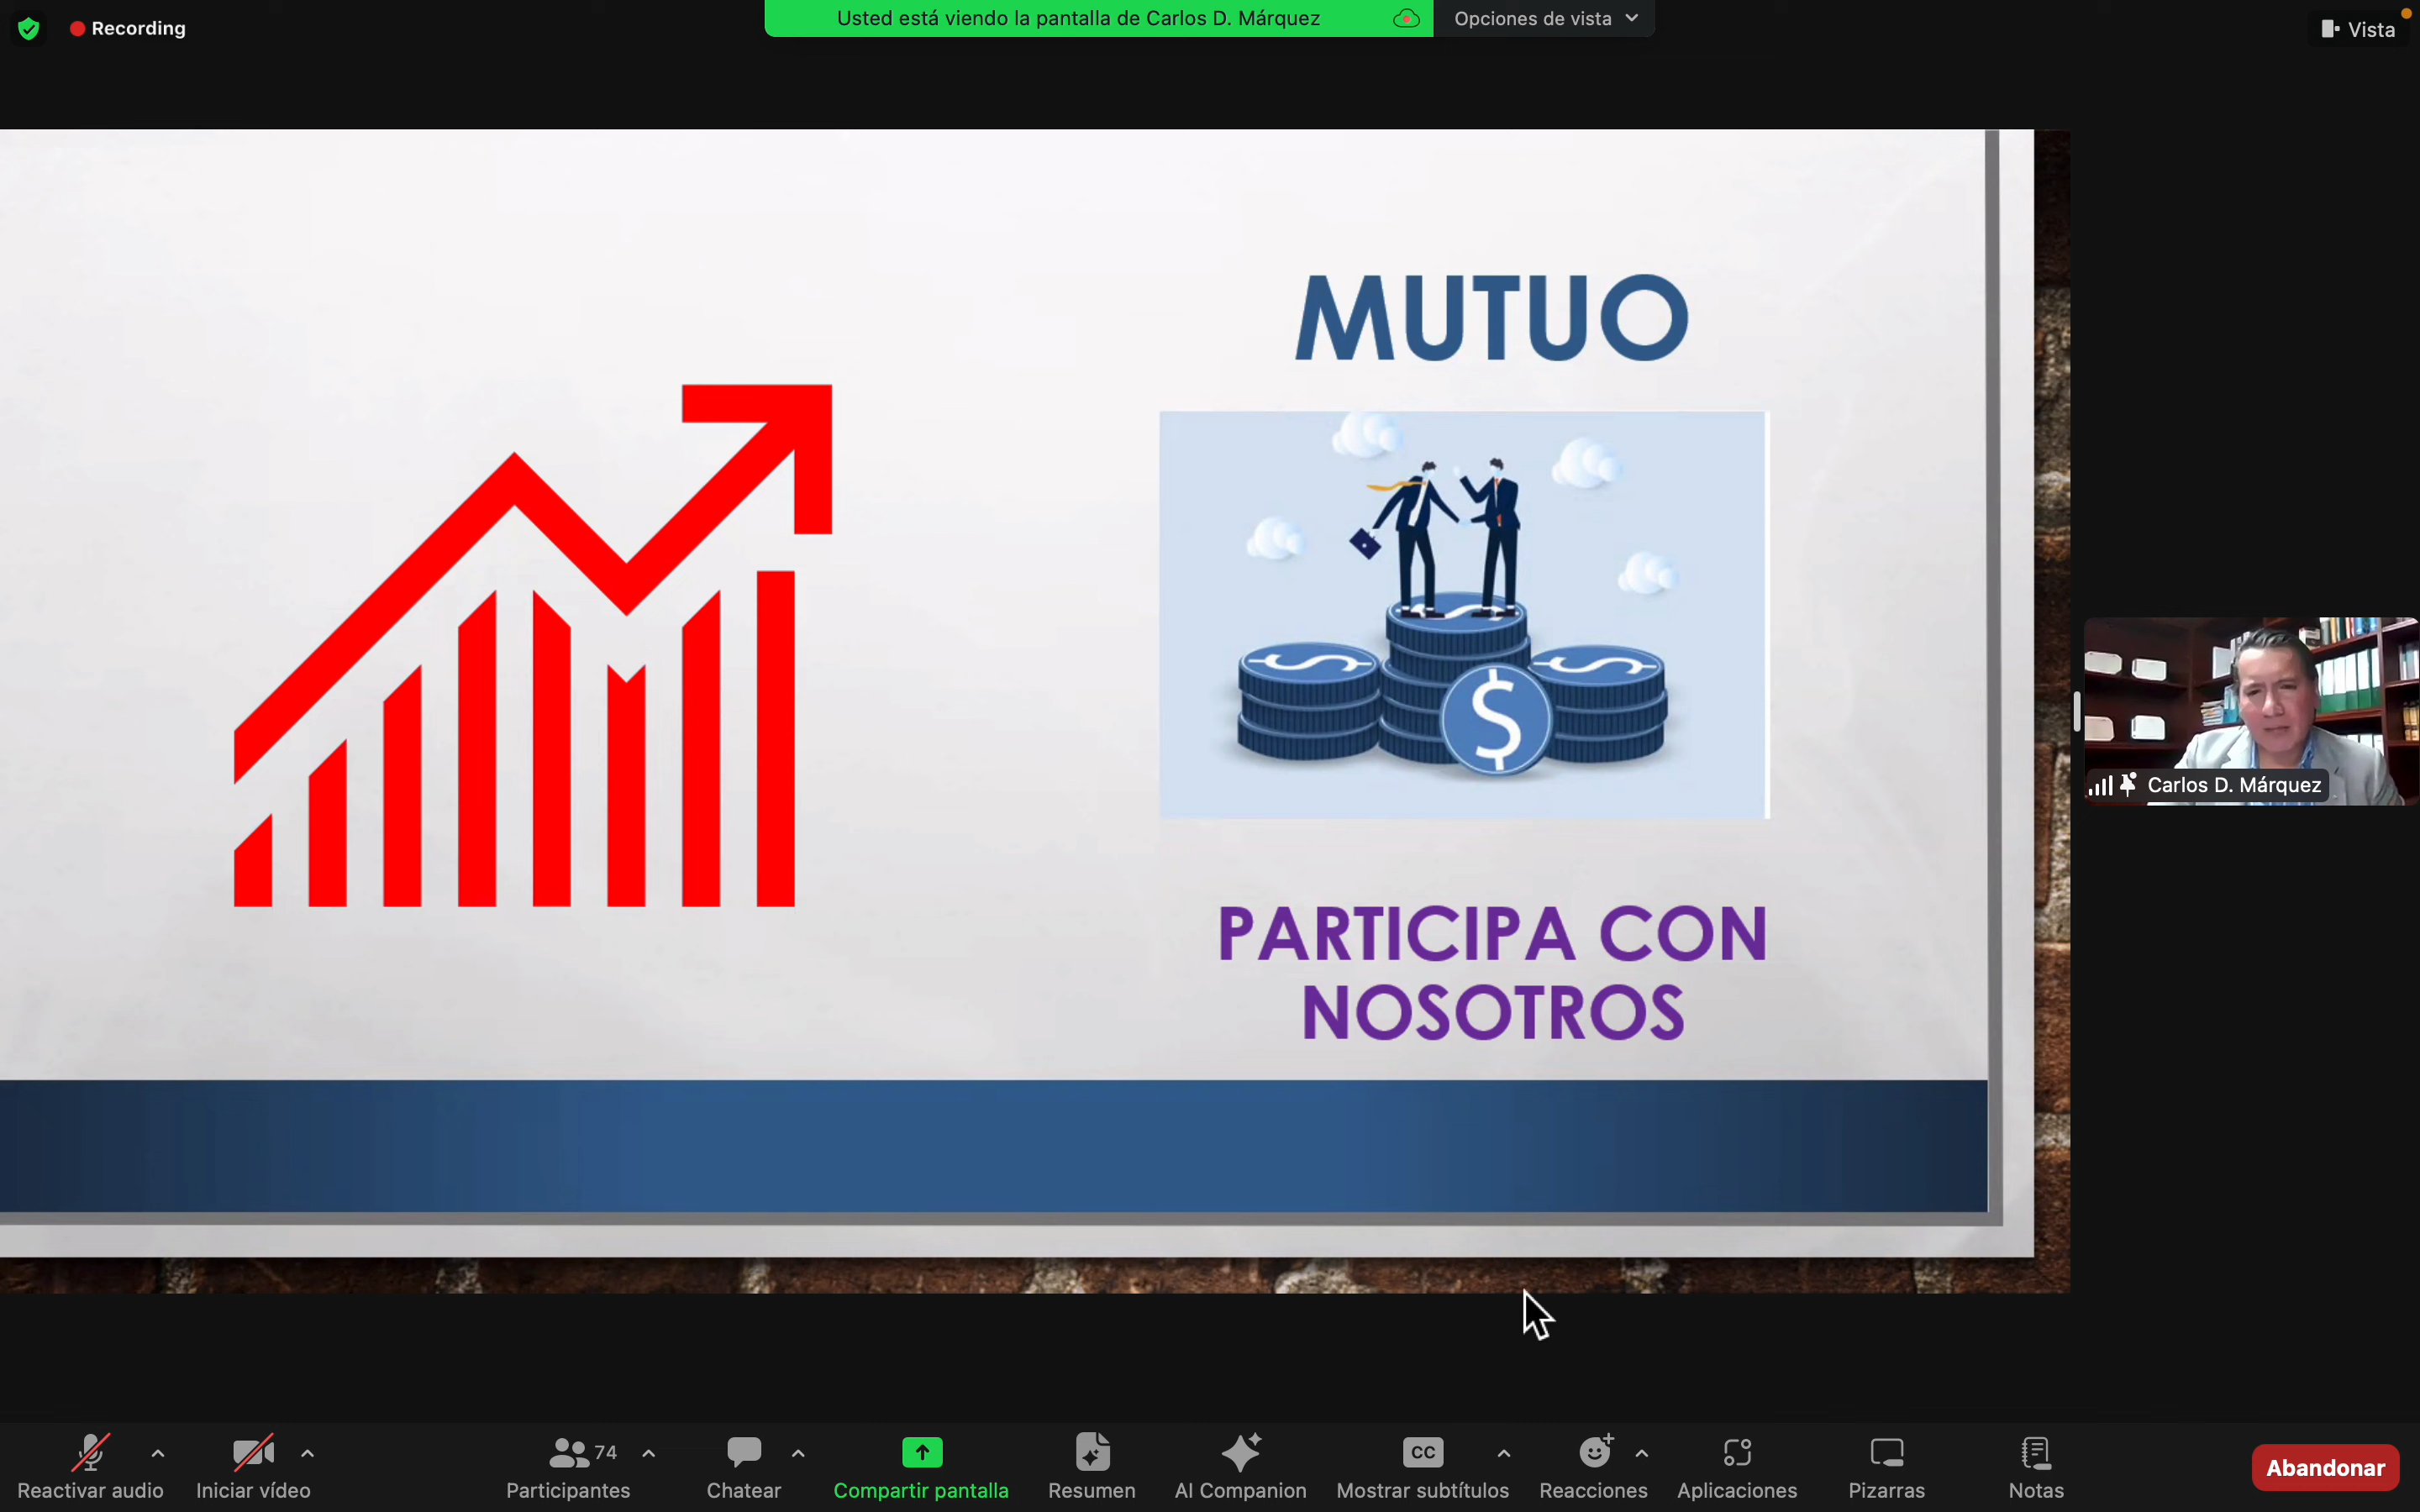 Recording
Usted está viendo la pantalla de Carlos D. Márquez
Opciones de vista
Vista
MUTUO
$
PARTICIPA CON
NOSOTROS
Carlos D. Márquez
Reactivar audio
Iniciar vídeo
74
Participantes
Chatear
Compartir pantalla
Resumen
AI Companion
CC
Mostrar subtítulos
Reacciones
Aplicaciones
Pizarras
Notas
Abandonar